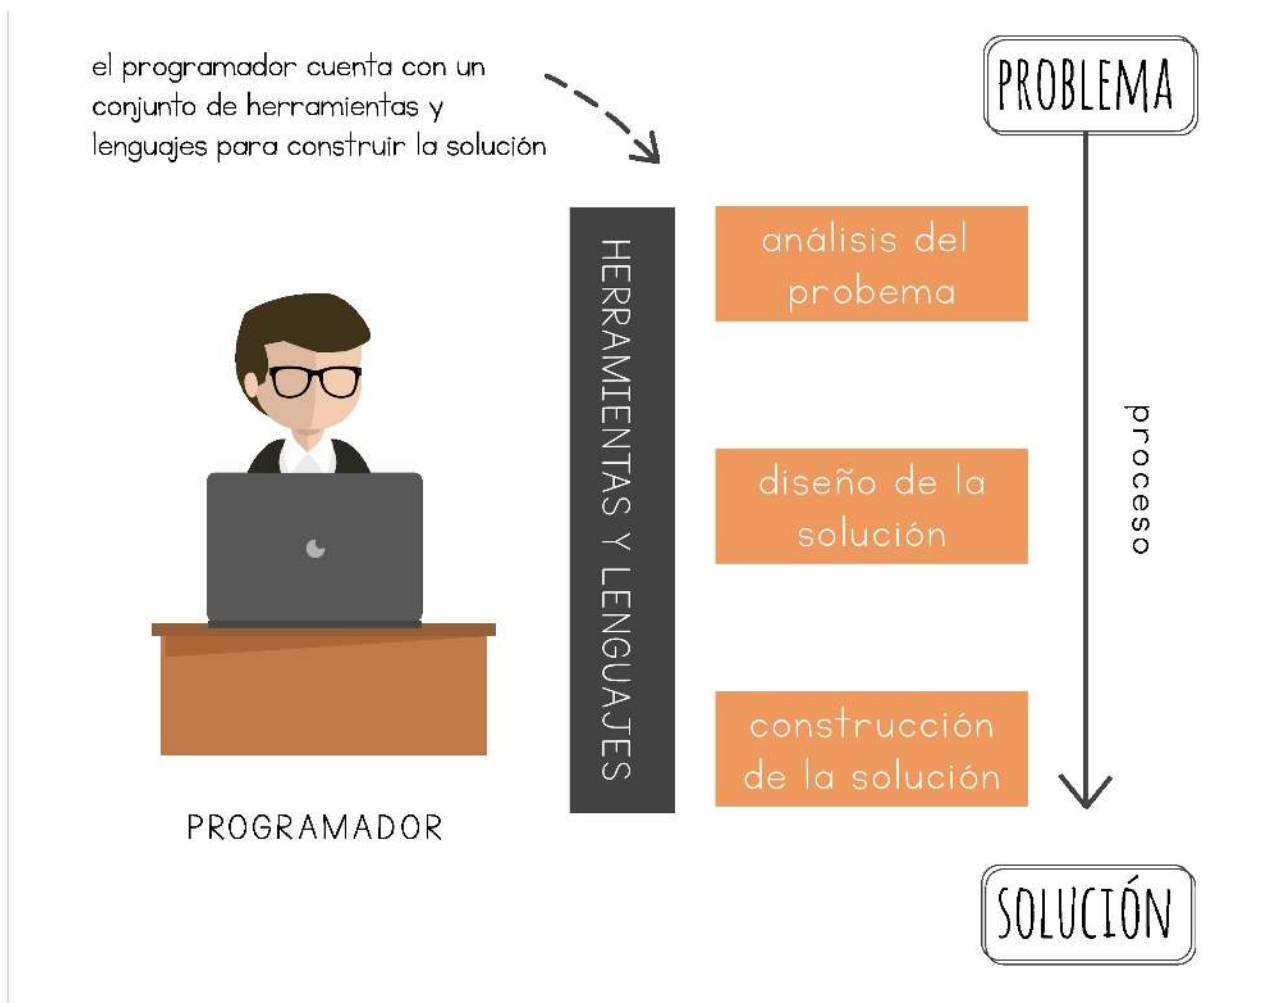 el programador cuenta con un
conjunto de herramientas y
lenguajes para construir la solución
PROBLEMA
HERRAMIENTAS Y LENGUAJES
análisis del
probema
diseño de la
solución
construcción
de la solución
proceso
PROGRAMADOR
SOLUCIÓN